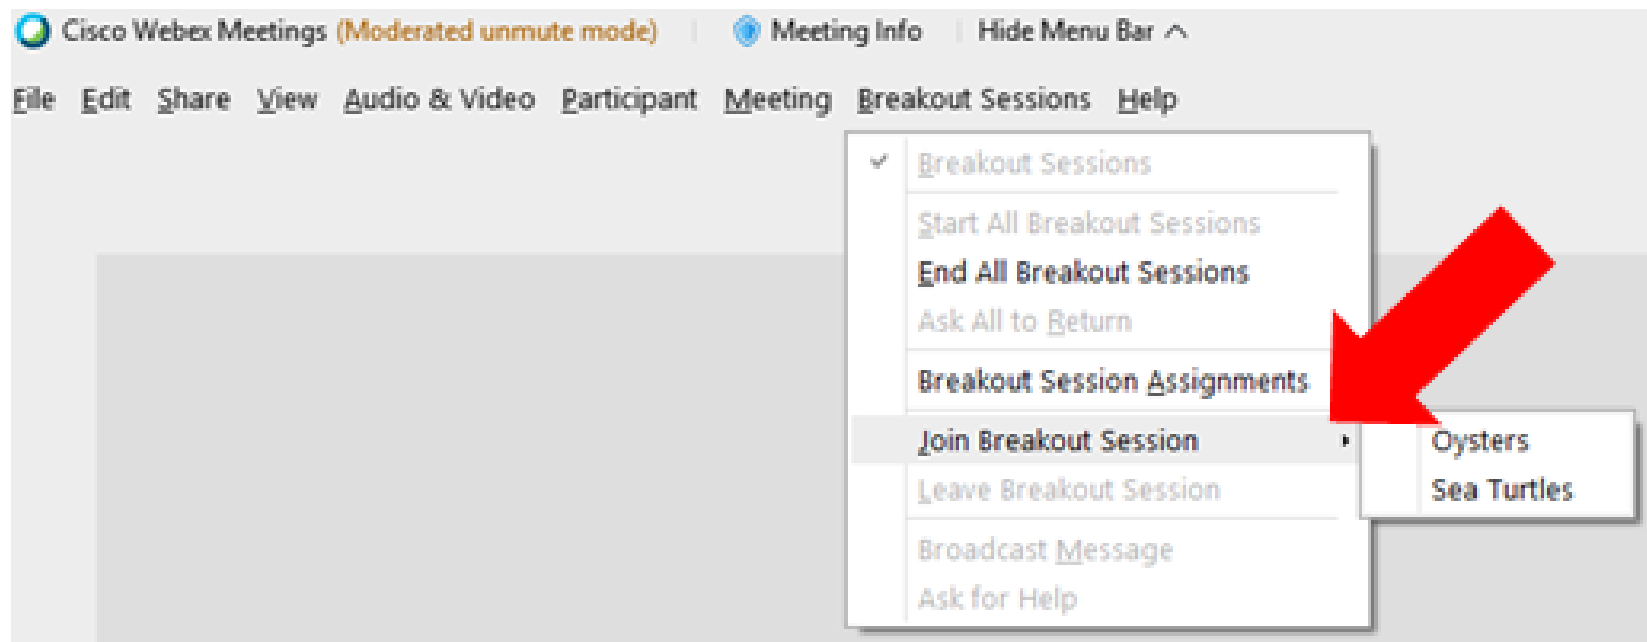 Cisco Webex Meetings (Moderated unmute mode) Meeting Info Hide Menu Bar
File Edit Share View Audio & Video Participant Meeting Breakout Sessions Help
Breakout Sessions
Start All Breakout Sessions
End All Breakout Sessions
Ask All to Return
Breakout Session Assignments
Join Breakout Session
Oysters
Sea Turtles
Leave Breakout Session
Broadcast Message
Ask for Help